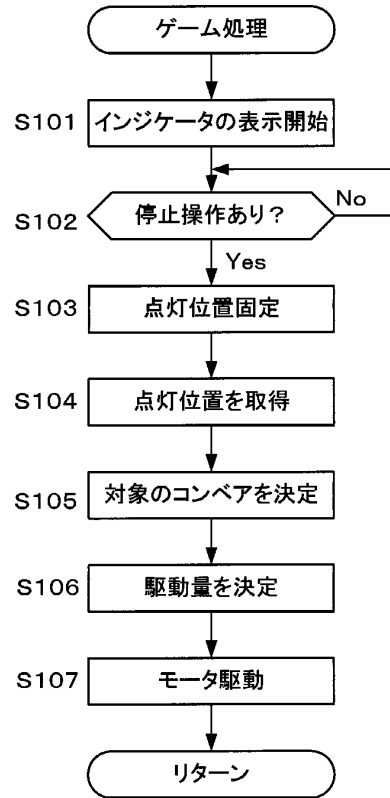 ゲーム処理
S101 インジケータの表示開始
S102 停止操作あり？ No
Yes
S103 点灯位置固定
S104 点灯位置を取得
S105 対象のコンベアを決定
S106 駆動量を決定
S107 モータ駆動
リターン